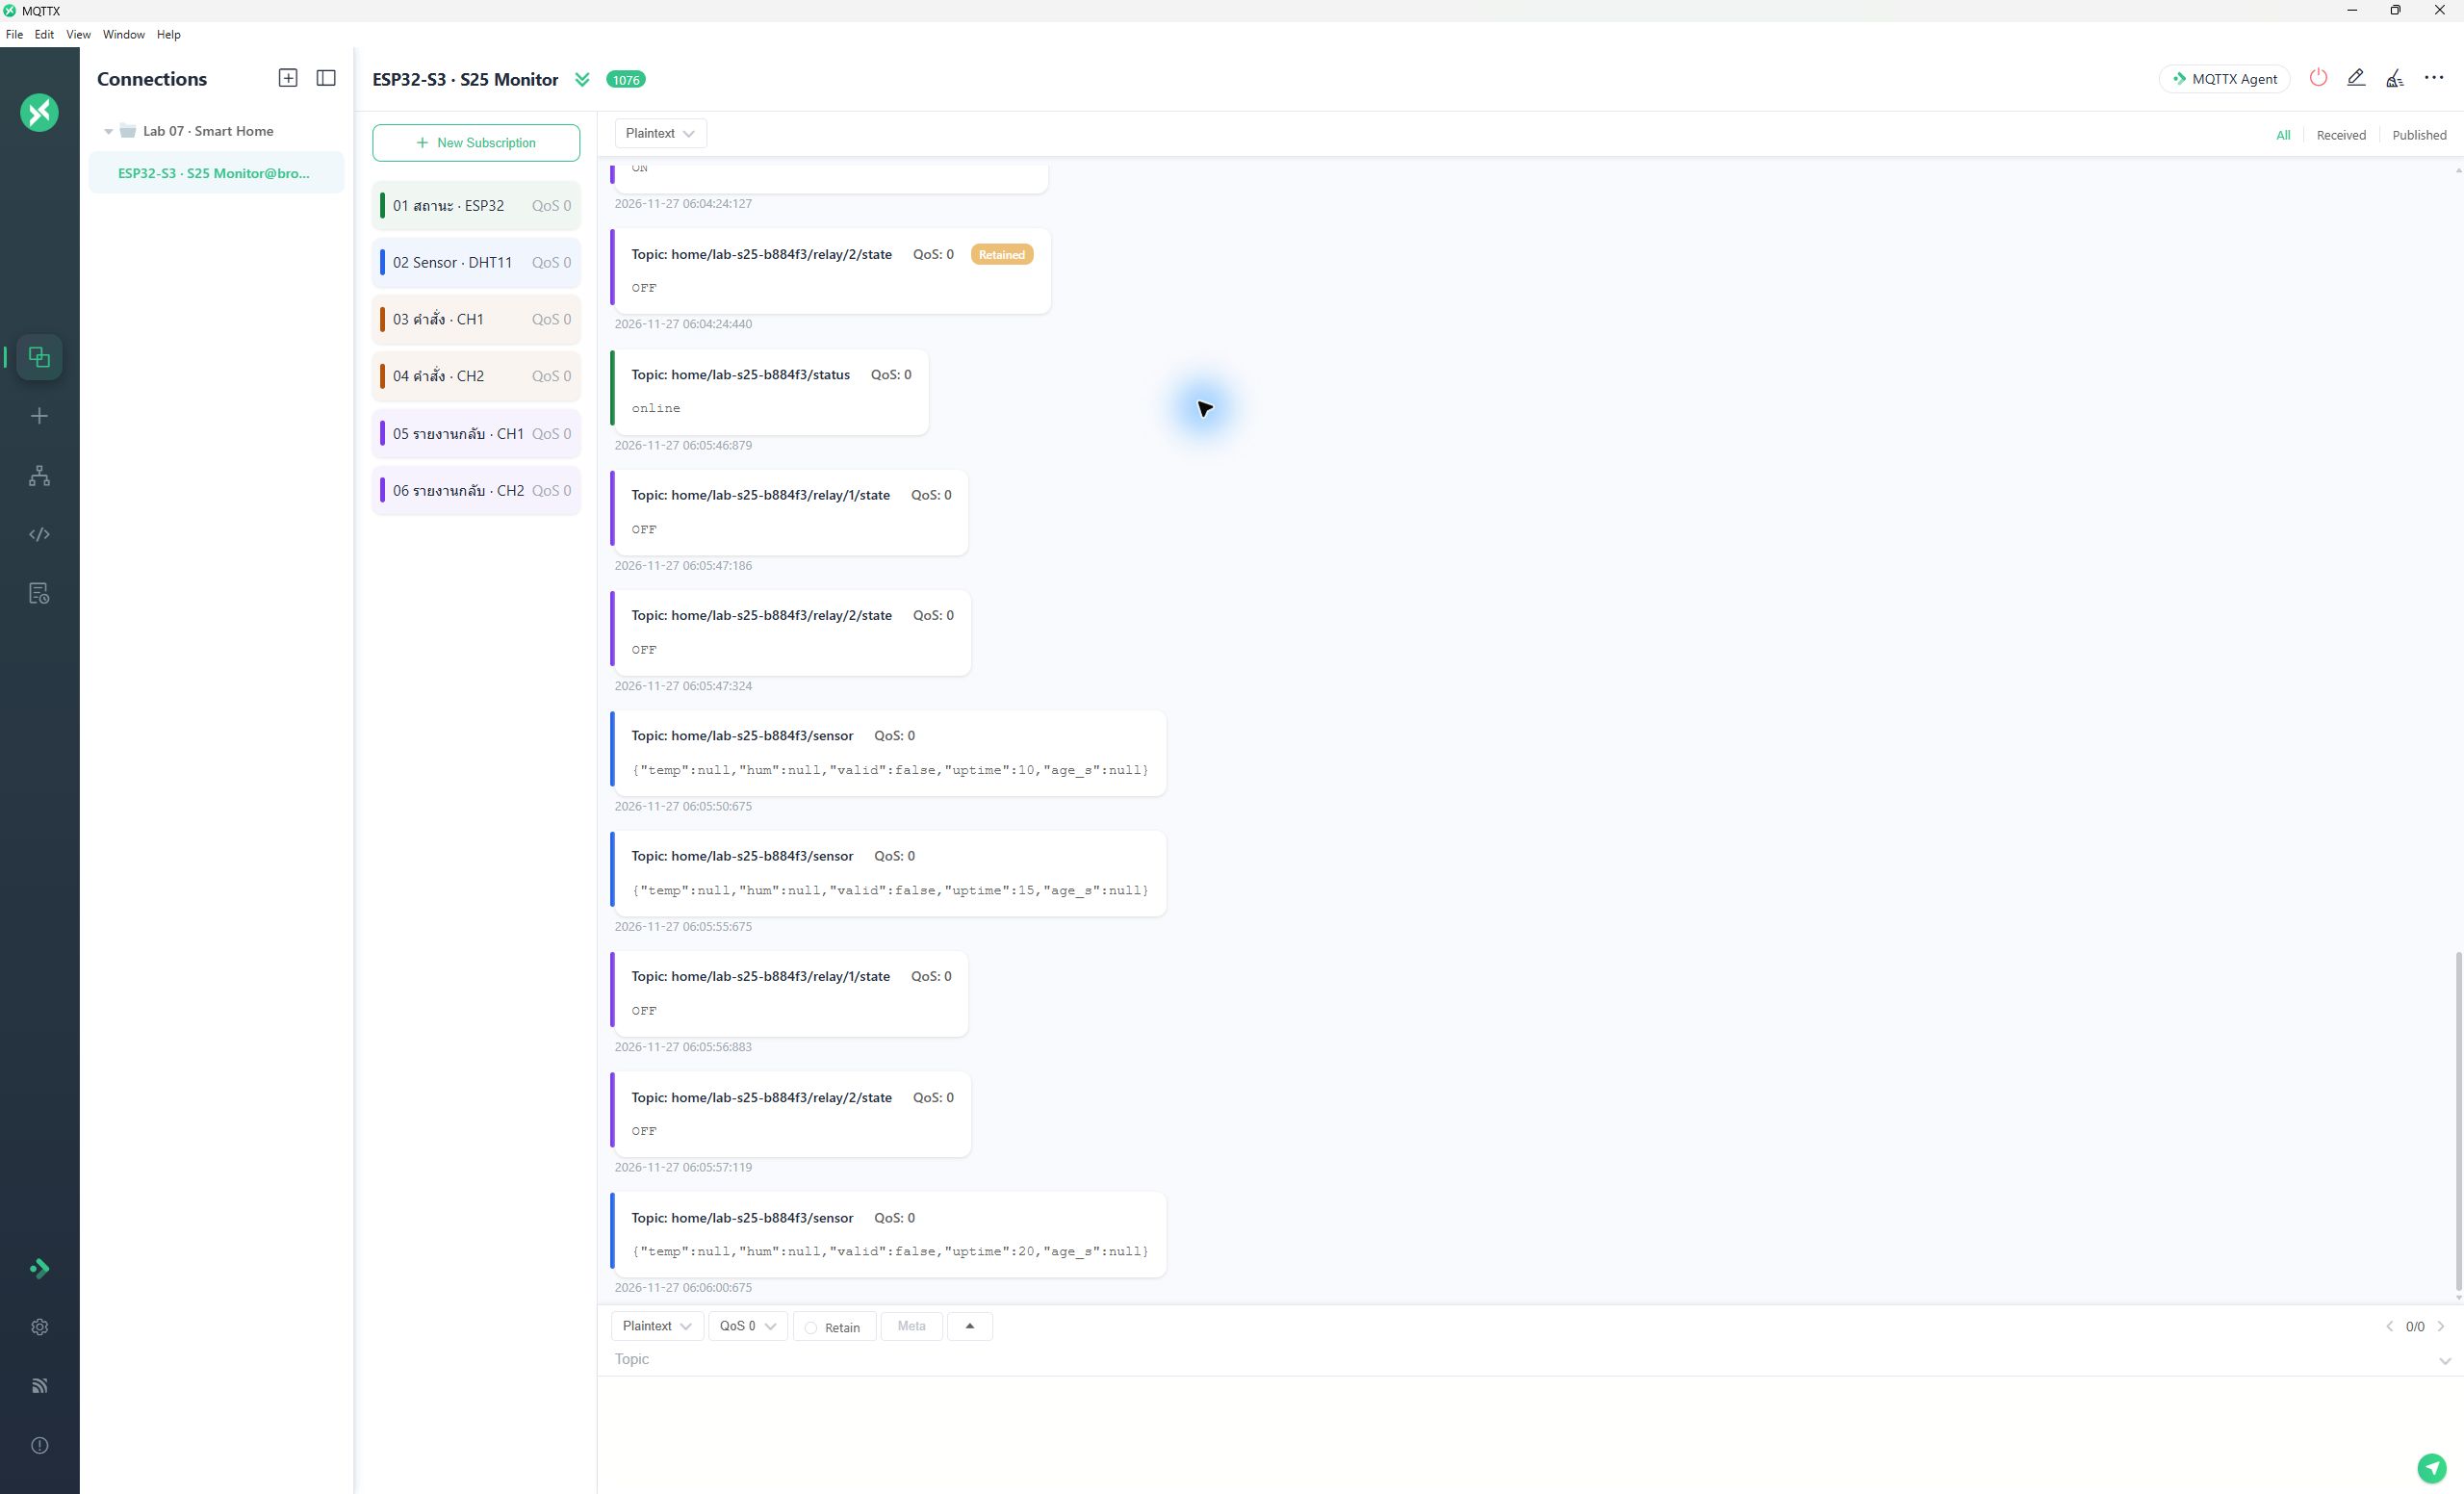 MQTTX
File Edit View Window Help
Connections
Lab 07 · Smart Home
ESP32-S3 · S25 Monitor@bro...
ESP32-S3 · S25 Monitor 1076
MQTTX Agent
New Subscription
01 สถานะ · ESP32 QoS 0
02 Sensor · DHT11 QoS 0
03 คำสั่ง · CH1 QoS 0
04 คำสั่ง · CH2 QoS 0
05 รายงานกลับ · CH1 QoS 0
06 รายงานกลับ · CH2 QoS 0
Plaintext
All Received Published
ON
2026-11-27 06:04:24:127
Topic: home/lab-s25-b884f3/relay/2/state QoS: 0 Retained
OFF
2026-11-27 06:04:24:440
Topic: home/lab-s25-b884f3/status QoS: 0
online
2026-11-27 06:05:46:879
Topic: home/lab-s25-b884f3/relay/1/state QoS: 0
OFF
2026-11-27 06:05:47:186
Topic: home/lab-s25-b884f3/relay/2/state QoS: 0
OFF
2026-11-27 06:05:47:324
Topic: home/lab-s25-b884f3/sensor QoS: 0
{"temp":null,"hum":null,"valid":false,"uptime":10,"age_s":null}
2026-11-27 06:05:50:675
Topic: home/lab-s25-b884f3/sensor QoS: 0
{"temp":null,"hum":null,"valid":false,"uptime":15,"age_s":null}
2026-11-27 06:05:55:675
Topic: home/lab-s25-b884f3/relay/1/state QoS: 0
OFF
2026-11-27 06:05:56:883
Topic: home/lab-s25-b884f3/relay/2/state QoS: 0
OFF
2026-11-27 06:05:57:119
Topic: home/lab-s25-b884f3/sensor QoS: 0
{"temp":null,"hum":null,"valid":false,"uptime":20,"age_s":null}
2026-11-27 06:06:00:675
Plaintext QoS 0 Retain Meta 0/0
Topic